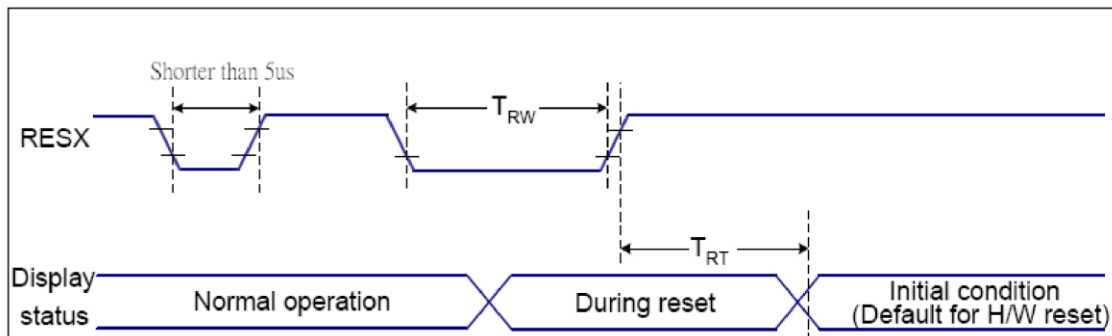 Shorter than 5us
RESX
TRW
TRT
Display
status
Normal operation
During reset
Initial condition
(Default for H/W reset)